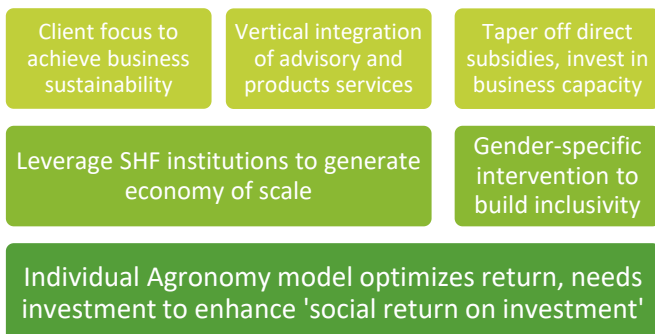 Client focus to
achieve business
sustainability
Vertical integration
of advisory and
products services
Taper off direct
subsidies, invest in
business capacity
Leverage SHF institutions to generate
economy of scale
Gender-specific
intervention to
build inclusivity
Individual Agronomy model optimizes return, needs
investment to enhance 'social return on investment'